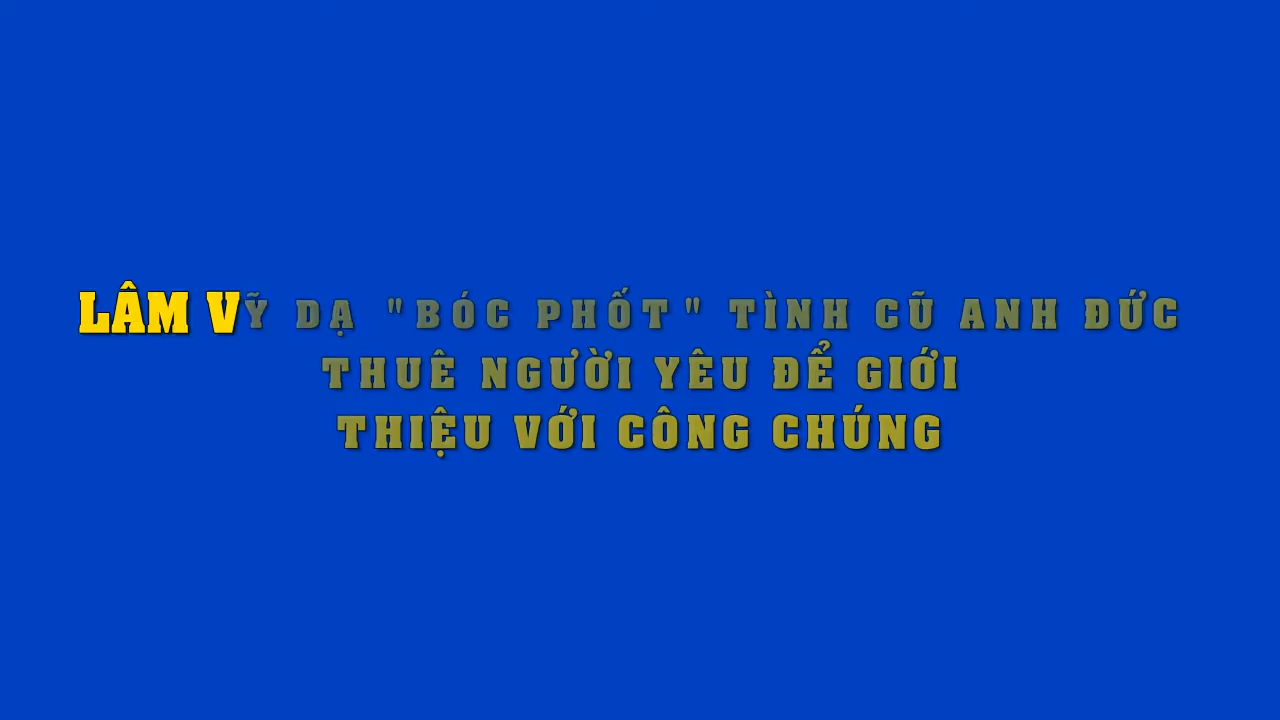 LÂM VỸ DẠ "BÓC PHỐT" TÌNH CŨ ANH ĐỨC
THUÊ NGƯỜI YÊU ĐỂ GIỚI
THIỆU VỚI CÔNG CHÚNG